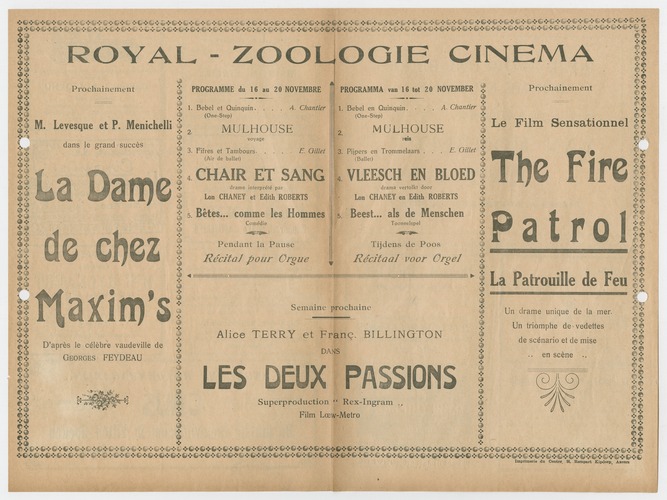 ROYAL - ZOOLOGIE CINEMA
Prochainement
M. Levesque et P. Menichelli
dans le grand succès
La Dame
de chez
Maxim's
D'après le célèbre vaudeville de
GEORGES FEYDEAU
PROGRAMME du 16 au 20 NOVEMBRE
1. Bebel et Quinquin . . . . A. Chantier
(One-Step)
2. MULHOUSE
voyage
3. Fifres et Tambours . . . . E. Gillet
(Air de ballet)
4. CHAIR ET SANG
drame interprété par
Lon CHANEY et Edith ROBERTS
5. Bêtes... comme les Hommes
Comédie
Pendant la Pause
Récital pour Orgue
PROGRAMMA van 16 tot 20 NOVEMBER
1. Bebel en Quinquin . . . . A. Chantier
(One-Step)
2. MULHOUSE
reis
3. Pijpers en Trommelaars . . E. Gillet
(Ballet)
4. VLEESCH EN BLOED
drama vertolkt door
Lon CHANEY en Edith ROBERTS
5. Beest... als de Menschen
Tooneelspel
Tijdens de Poos
Récitaal voor Orgel
Semaine prochaine
Alice TERRY et Franç. BILLINGTON
DANS
LES DEUX PASSIONS
Superproduction " Rex-Ingram ,,
Film Lœw-Metro
Prochainement
Le Film Sensationnel
The Fire
Patrol
La Patrouille de Feu
Un drame unique de la mer.
Un triomphe de vedettes
de scénario et de mise
.. en scène ..